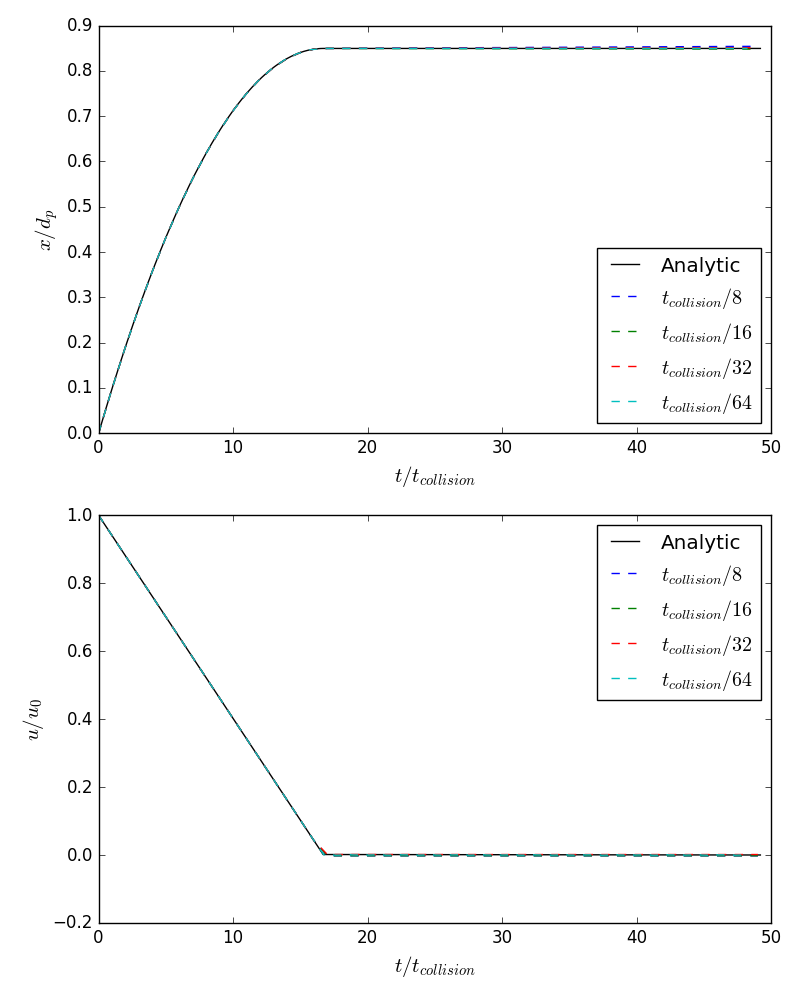 0.9
0.8
0.7
0.6
0.5
0.4
0.3
0.2
0.1
0.0
x/d_p
Analytic
t_collision/8
t_collision/16
t_collision/32
t_collision/64
0 10 20 30 40 50
t/t_collision
1.0
0.8
0.6
0.4
0.2
0.0
−0.2
u/u_0
Analytic
t_collision/8
t_collision/16
t_collision/32
t_collision/64
0 10 20 30 40 50
t/t_collision